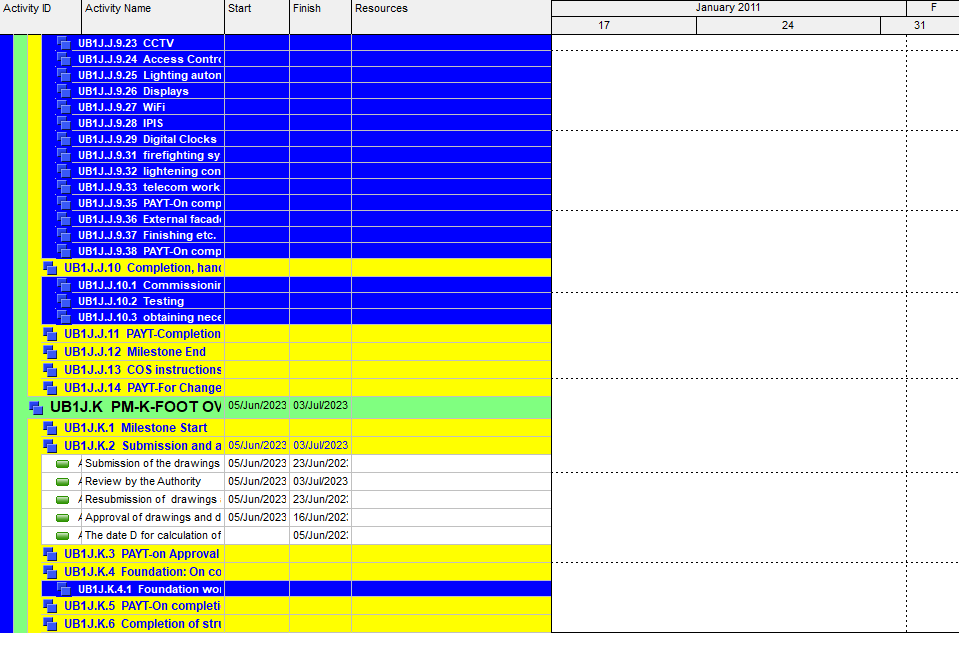 Activity ID Activity Name Start Finish Resources January 2011 F
17 24 31
UB1J.J.9.23 CCTV
UB1J.J.9.24 Access Contro
UB1J.J.9.25 Lighting auton
UB1J.J.9.26 Displays
UB1J.J.9.27 WiFi
UB1J.J.9.28 IPIS
UB1J.J.9.29 Digital Clocks
UB1J.J.9.31 firefighting sy
UB1J.J.9.32 lightening con
UB1J.J.9.33 telecom work
UB1J.J.9.35 PAYT-On comp
UB1J.J.9.36 External facade
UB1J.J.9.37 Finishing etc.
UB1J.J.9.38 PAYT-On comp
UB1J.J.10 Completion, hand
UB1J.J.10.1 Commissionin
UB1J.J.10.2 Testing
UB1J.J.10.3 obtaining nece
UB1J.J.11 PAYT-Completion
UB1J.J.12 Milestone End
UB1J.J.13 COS instructions
UB1J.J.14 PAYT-For Change
UB1J.K PM-K-FOOT OV 05/Jun/2023 03/Jul/2023
UB1J.K.1 Milestone Start
UB1J.K.2 Submission and a 05/Jun/2023 03/Jul/2023
A Submission of the drawings 05/Jun/2023 23/Jun/202
A Review by the Authority 05/Jun/2023 03/Jul/2023
A Resubmission of drawings 05/Jun/2023 23/Jun/202
A Approval of drawings and d 05/Jun/2023 16/Jun/202
A The date D for calculation of 05/Jun/202
UB1J.K.3 PAYT-on Approval
UB1J.K.4 Foundation: On co
UB1J.K.4.1 Foundation wor
UB1J.K.5 PAYT-On completi
UB1J.K.6 Completion of stru